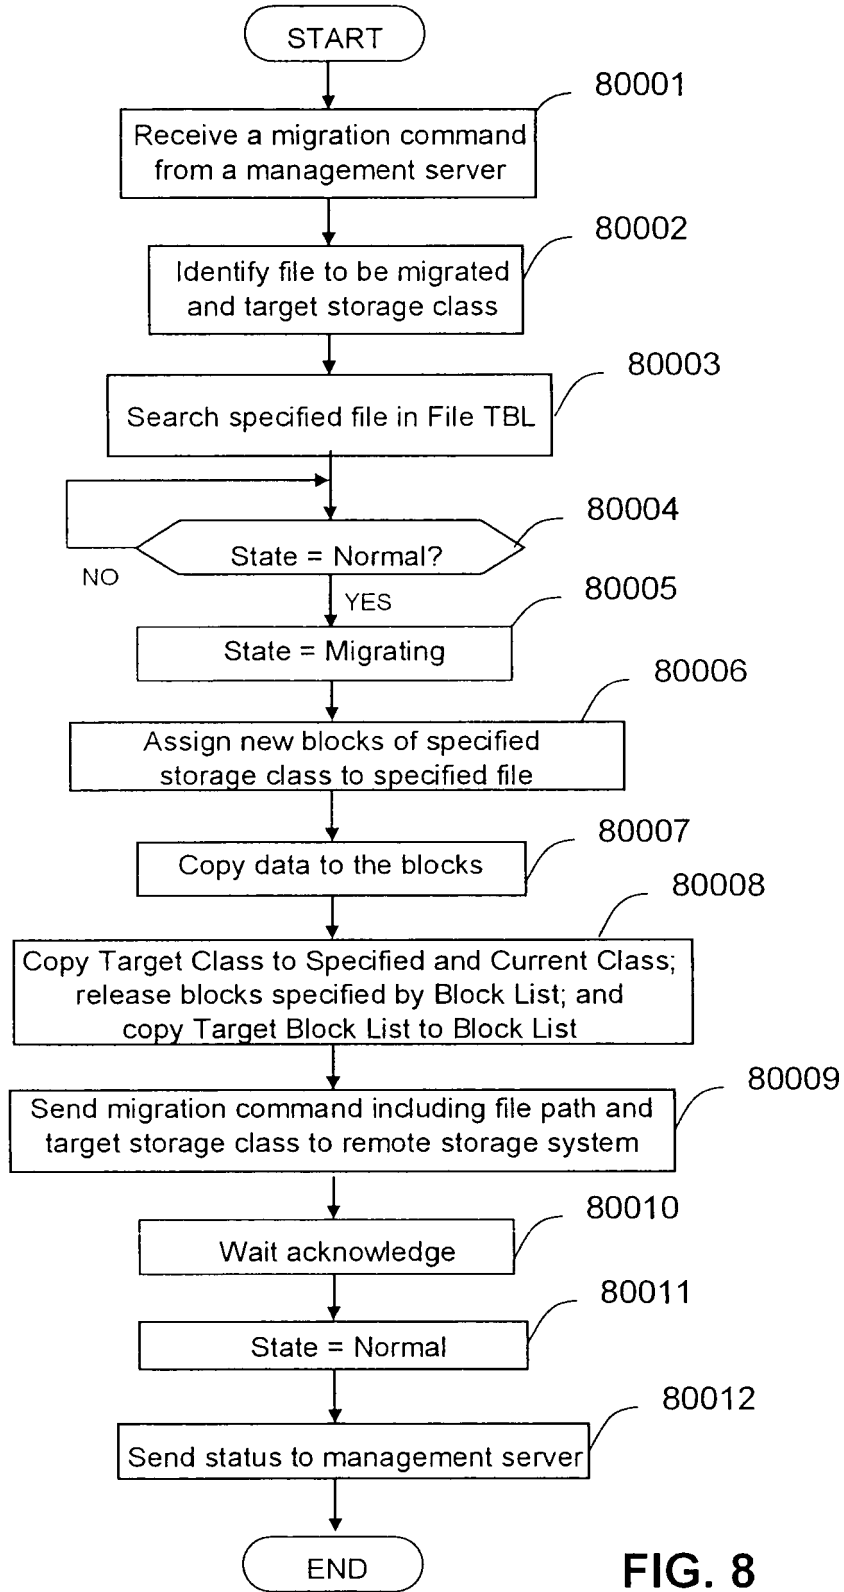 START
80001
Receive a migration command
from a management server
80002
Identify file to be migrated
and target storage class
80003
Search specified file in File TBL
80004
State = Normal?
NO
YES
80005
State = Migrating
80006
Assign new blocks of specified
storage class to specified file
80007
Copy data to the blocks
80008
Copy Target Class to Specified and Current Class;
release blocks specified by Block List; and
copy Target Block List to Block List
80009
Send migration command including file path and
target storage class to remote storage system
80010
Wait acknowledge
80011
State = Normal
80012
Send status to management server
END
FIG. 8